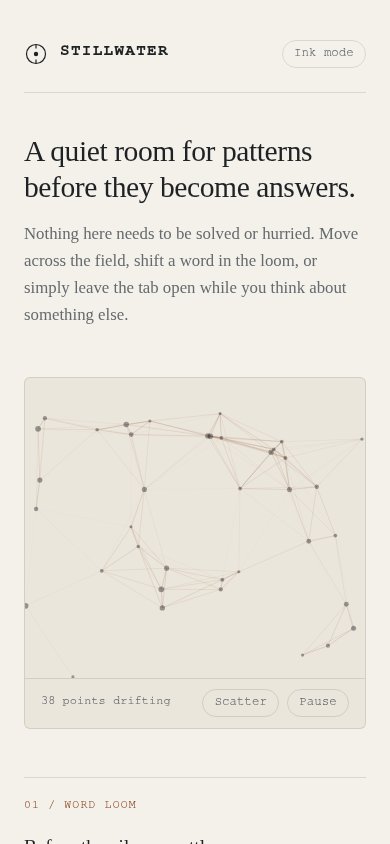 STILLWATER
Ink mode
A quiet room for patterns
before they become answers.
Nothing here needs to be solved or hurried. Move
across the field, shift a word in the loom, or
simply leave the tab open while you think about
something else.
38 points drifting
Scatter
Pause
01 / WORD LOOM